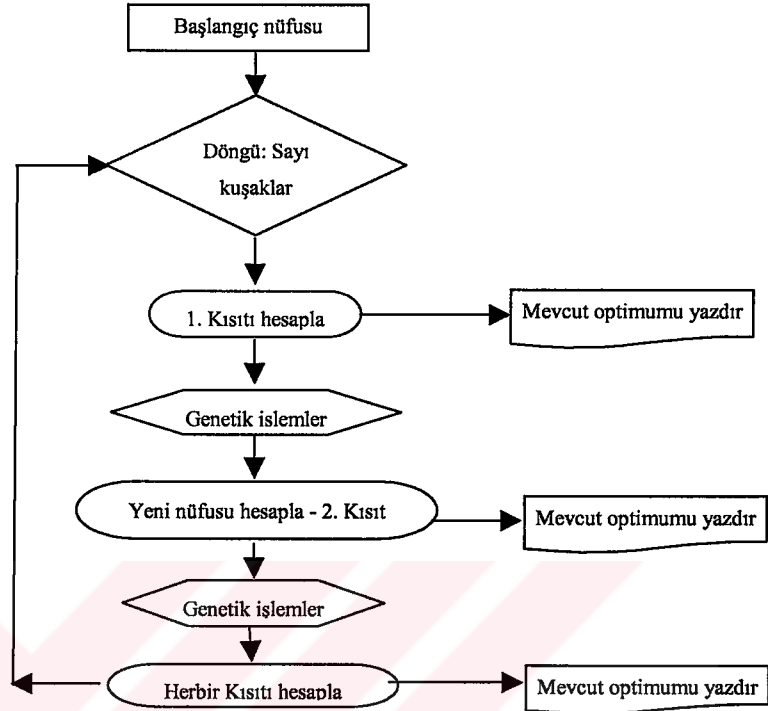 Başlangıç nüfusu
Döngü: Sayı
kuşaklar
1. Kısıtı hesapla
Mevcut optimumu yazdır
Genetik islemler
Yeni nüfusu hesapla - 2. Kısıt
Mevcut optimumu yazdır
Genetik işlemler
Herbir Kısıtı hesapla
Mevcut optimumu yazdır